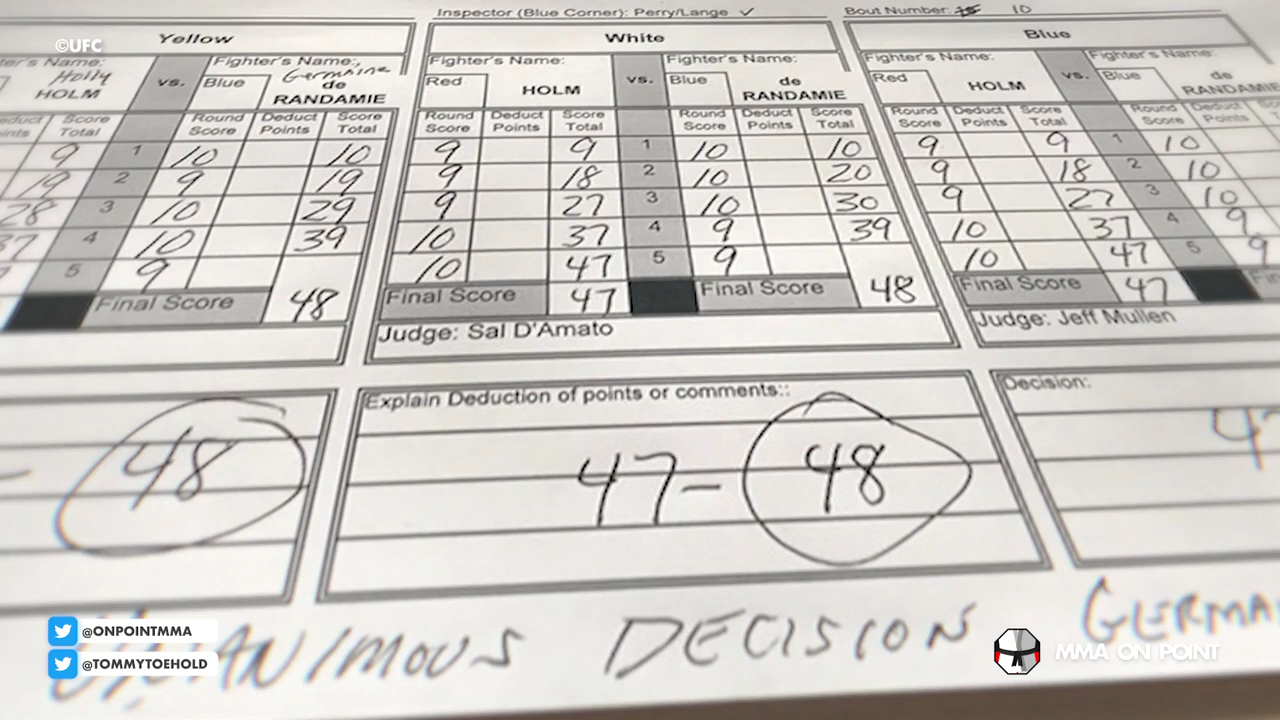 Inspector (Blue Corner): Perry/Lange ✓
Bout Number: 10
©UFC
Yellow
White
Blue
Fighter's Name: Holly HOLM vs. Blue Fighter's Name: Germaine de RANDAMIE
Fighter's Name: Red HOLM vs. Fighter's Name: Blue de RANDAMIE
Fighter's Name: Red HOLM vs. Fighter's Name: Blue de RANDAMIE
Score Total Round Score Deduct Points Score Total
Round Score Deduct Points Score Total Round Score Deduct Points Score Total
Round Score Deduct Points Score Total Round Score Deduct Points
9 1 10 10 9 9 1 10 10 9 9 1 10
19 2 9 19 9 18 2 10 20 9 18 2 10
28 3 10 29 9 27 3 10 30 9 27 3 10
37 4 10 39 10 37 4 9 39 10 37 4 9
5 9 10 47 5 9 10 47 5 9
Final Score 48 Final Score 47 Final Score 48 Final Score 47
Judge: Sal D'Amato
Judge: Jeff Mullen
Explain Deduction of points or comments::
Decision:
48
47-48
UNANIMOUS DECISION
@ONPOINTMMA
@TOMMYTOEHOLD
MMA ON POINT